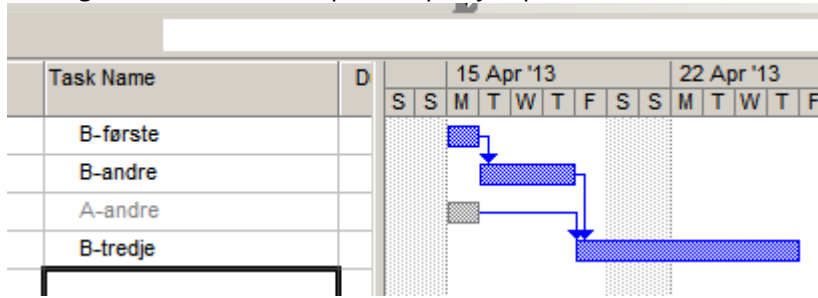 Task Name D 15 Apr '13 22 Apr '13
S S M T W T F S S M T W T F
B-første
B-andre
A-andre
B-tredje